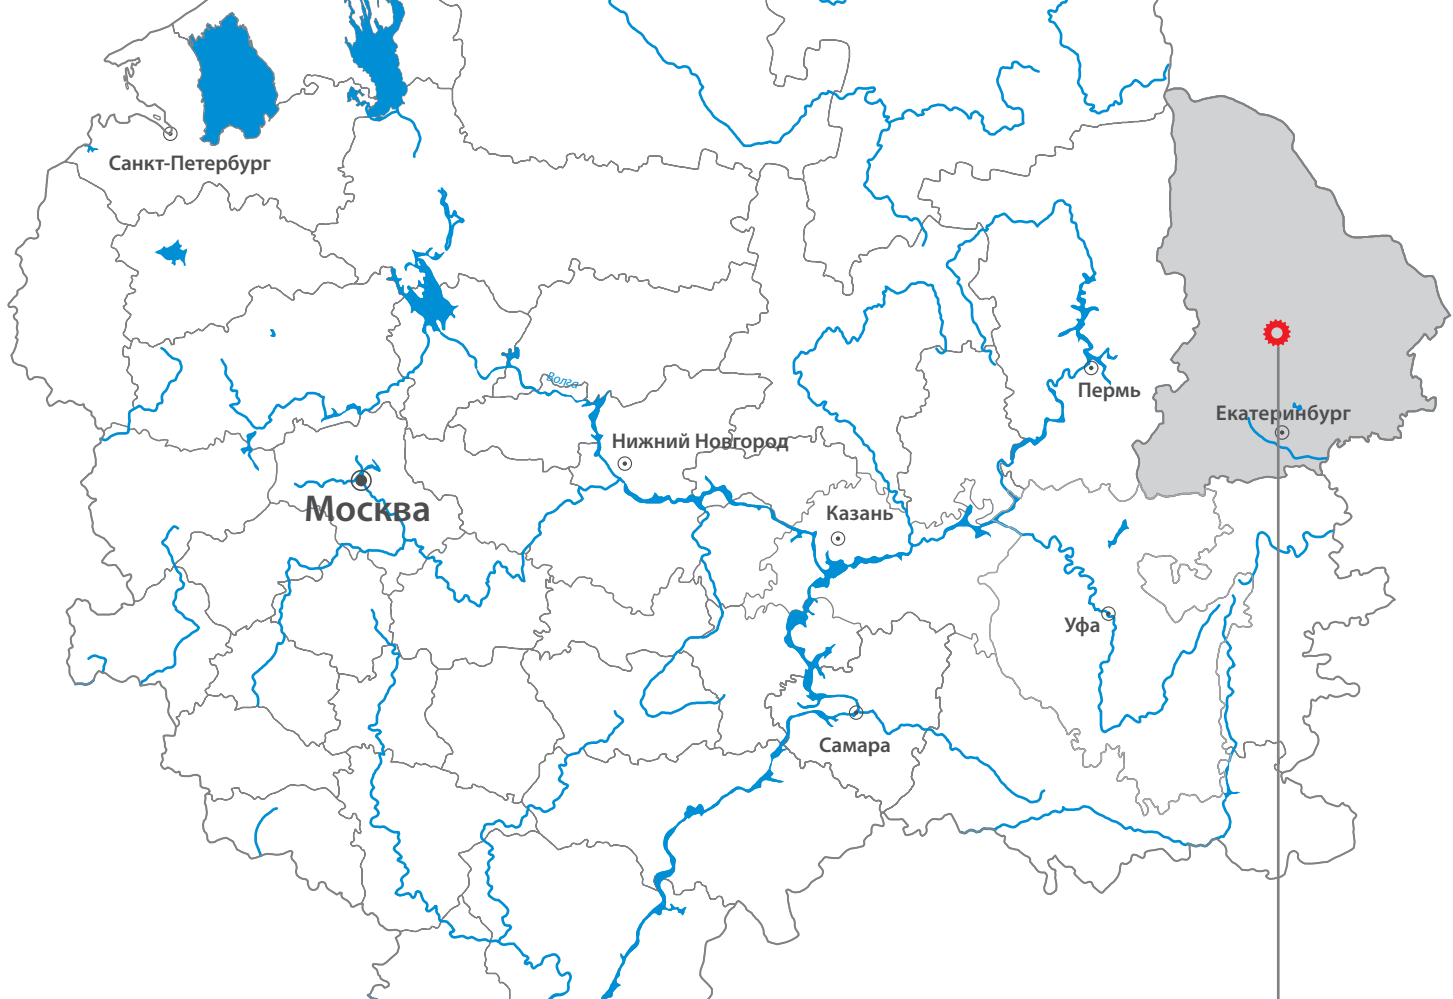 Санкт-Петербург
Волга
Пермь
Екатеринбург
Нижний Новгород
Москва
Казань
Уфа
Самара